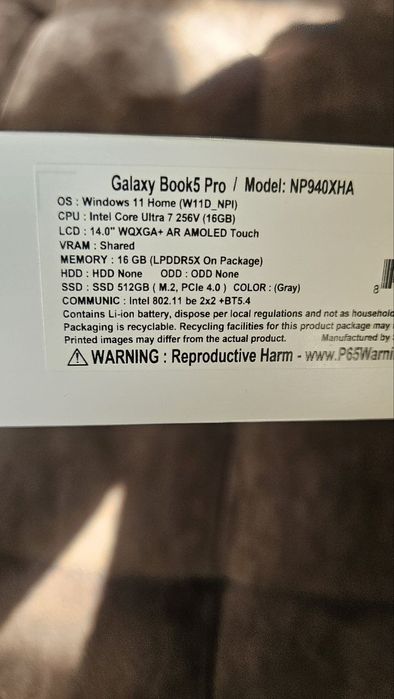 Galaxy Book5 Pro / Model: NP940XHA
OS : Windows 11 Home (W11D_NPI)
CPU : Intel Core Ultra 7 256V (16GB)
LCD : 14.0" WQXGA+ AR AMOLED Touch
VRAM : Shared
MEMORY : 16 GB (LPDDR5X On Package)
HDD : HDD None ODD : ODD None
SSD : SSD 512GB ( M.2, PCIe 4.0 ) COLOR : (Gray)
8
COMMUNIC : Intel 802.11 be 2x2 +BT5.4
Contains Li-ion battery, dispose per local regulations and not as househol
Packaging is recyclable. Recycling facilities for this product package may
Printed images may differ from the actual product. Manufactured by
⚠ WARNING : Reproductive Harm - www.P65Warni